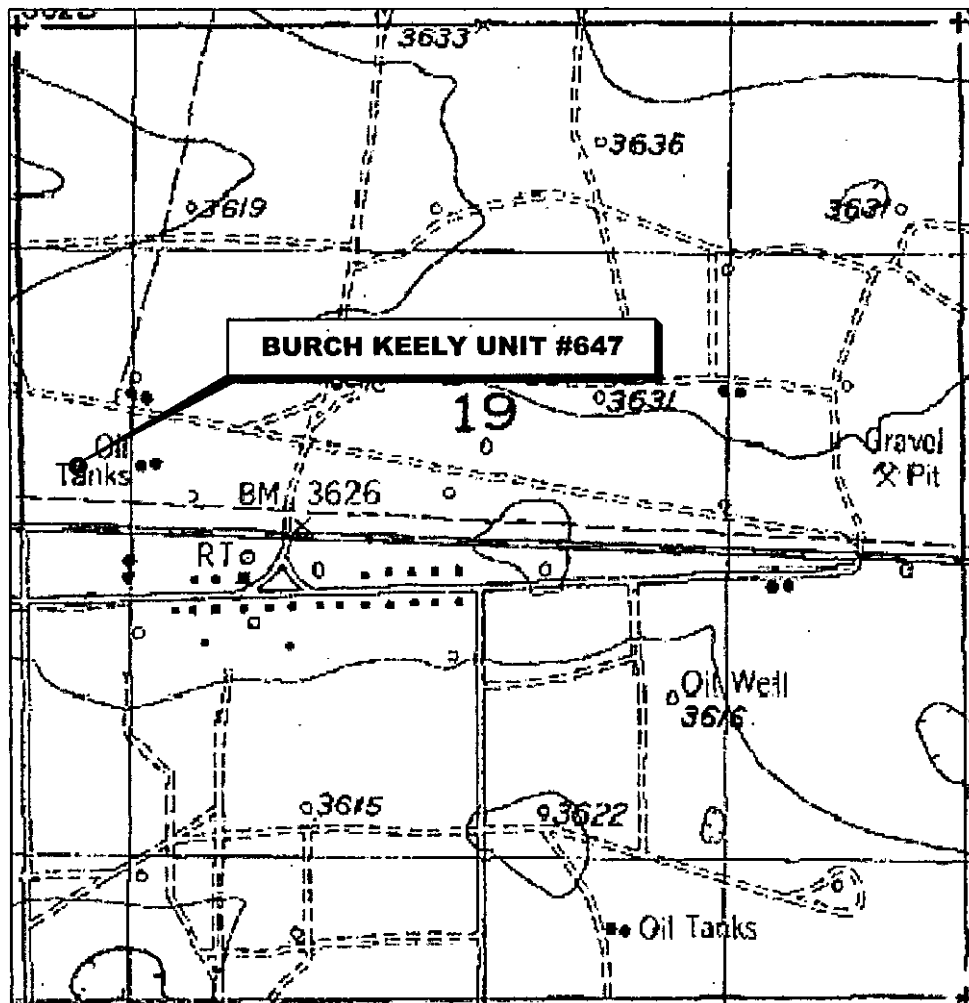 3633
3636
3619
3631
BURCH KEELY UNIT #647
3631
19
Oil
Tanks
Gravel
Pit
BM 3626
RT
Oil Well
3616
3615
3622
Oil Tanks